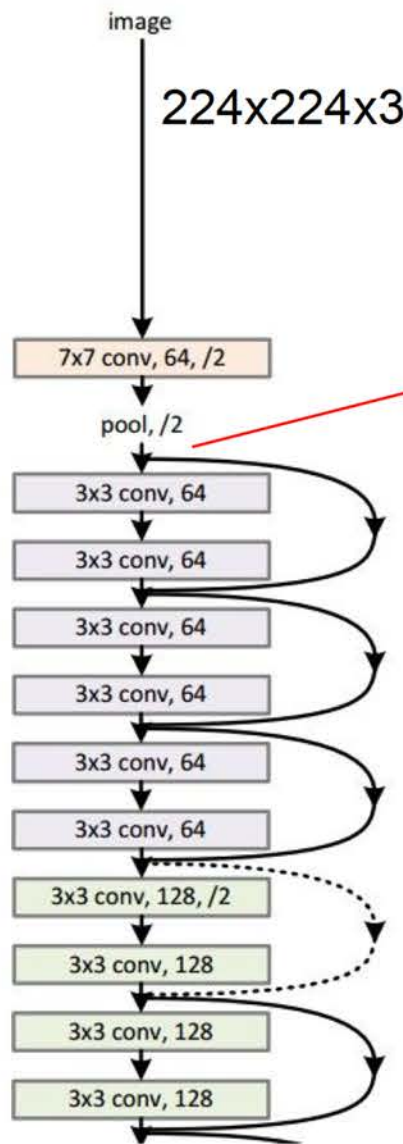 image
224x224x3
7x7 conv, 64, /2
pool, /2
3x3 conv, 64
3x3 conv, 64
3x3 conv, 64
3x3 conv, 64
3x3 conv, 64
3x3 conv, 64
3x3 conv, 128, /2
3x3 conv, 128
3x3 conv, 128
3x3 conv, 128